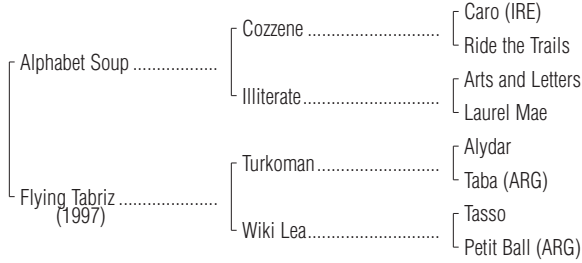 Caro (IRE)
Cozzene ........................
Ride the Trails
Alphabet Soup ...............
Arts and Letters
Illiterate.........................
Laurel Mae
Alydar
Turkoman.......................
Taba (ARG)
Flying Tabriz ..................
(1997)
Tasso
Wiki Lea........................
Petit Ball (ARG)